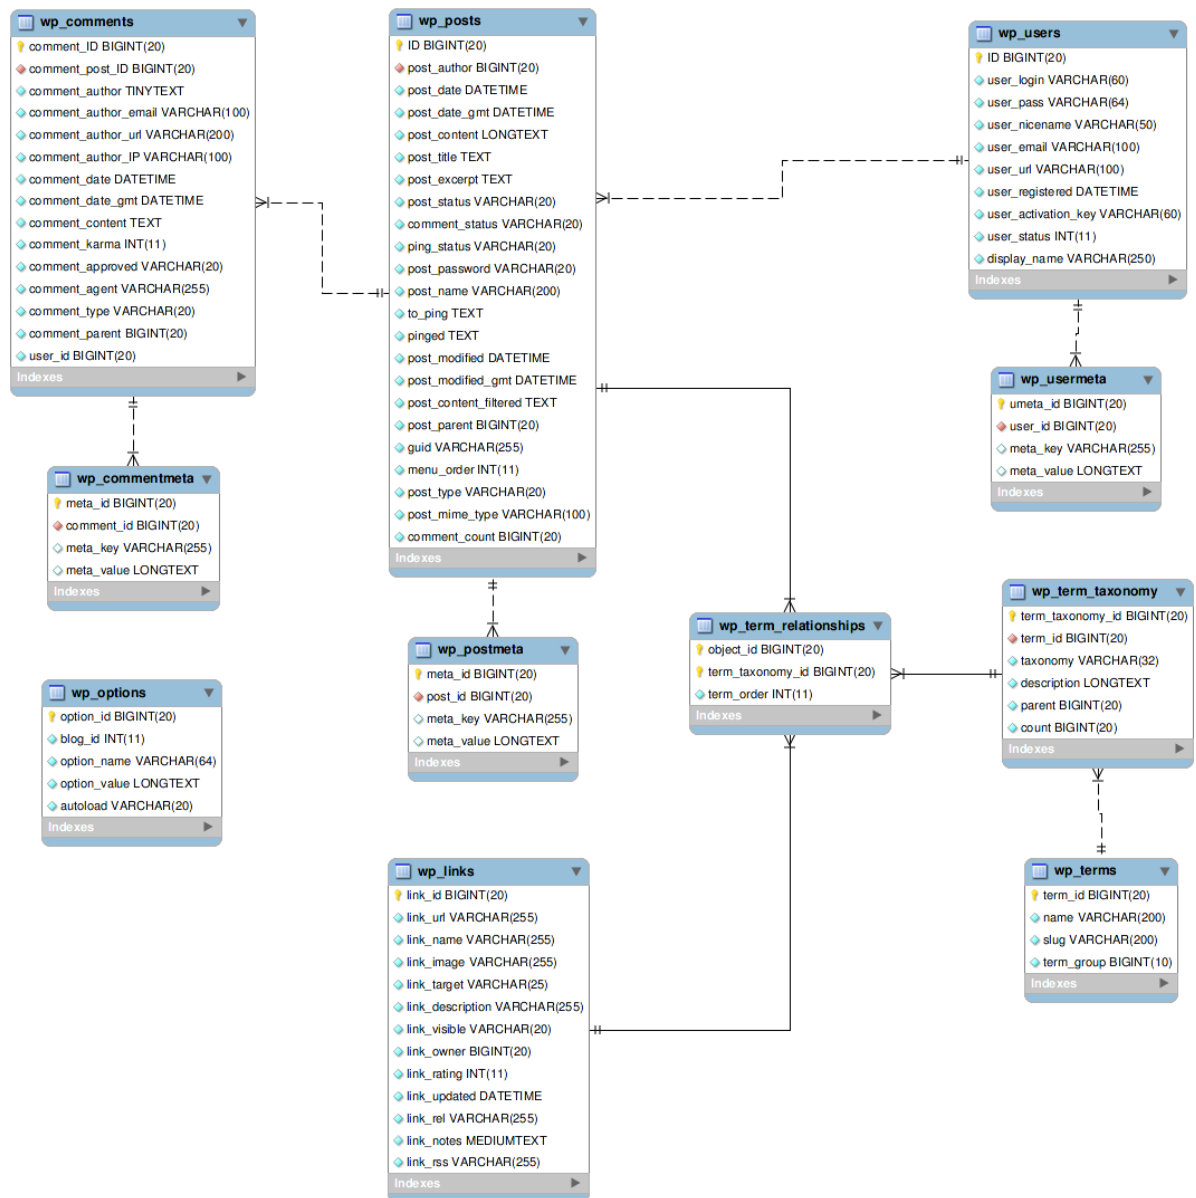 wp_comments
comment_ID BIGINT(20)
comment_post_ID BIGINT(20)
comment_author TINYTEXT
comment_author_email VARCHAR(100)
comment_author_url VARCHAR(200)
comment_author_IP VARCHAR(100)
comment_date DATETIME
comment_date_gmt DATETIME
comment_content TEXT
comment_karma INT(11)
comment_approved VARCHAR(20)
comment_agent VARCHAR(255)
comment_type VARCHAR(20)
comment_parent BIGINT(20)
user_id BIGINT(20)
Indexes
wp_commentmeta
meta_id BIGINT(20)
comment_id BIGINT(20)
meta_key VARCHAR(255)
meta_value LONGTEXT
Indexes
wp_options
option_id BIGINT(20)
blog_id INT(11)
option_name VARCHAR(64)
option_value LONGTEXT
autoload VARCHAR(20)
Indexes
wp_posts
ID BIGINT(20)
post_author BIGINT(20)
post_date DATETIME
post_date_gmt DATETIME
post_content LONGTEXT
post_title TEXT
post_excerpt TEXT
post_status VARCHAR(20)
comment_status VARCHAR(20)
ping_status VARCHAR(20)
post_password VARCHAR(20)
post_name VARCHAR(200)
to_ping TEXT
pinged TEXT
post_modified DATETIME
post_modified_gmt DATETIME
post_content_filtered TEXT
post_parent BIGINT(20)
guid VARCHAR(255)
menu_order INT(11)
post_type VARCHAR(20)
post_mime_type VARCHAR(100)
comment_count BIGINT(20)
Indexes
wp_postmeta
meta_id BIGINT(20)
post_id BIGINT(20)
meta_key VARCHAR(255)
meta_value LONGTEXT
Indexes
wp_links
link_id BIGINT(20)
link_url VARCHAR(255)
link_name VARCHAR(255)
link_image VARCHAR(255)
link_target VARCHAR(25)
link_description VARCHAR(255)
link_visible VARCHAR(20)
link_owner BIGINT(20)
link_rating INT(11)
link_updated DATETIME
link_rel VARCHAR(255)
link_notes MEDIUMTEXT
link_rss VARCHAR(255)
Indexes
wp_term_relationships
object_id BIGINT(20)
term_taxonomy_id BIGINT(20)
term_order INT(11)
Indexes
wp_users
ID BIGINT(20)
user_login VARCHAR(60)
user_pass VARCHAR(64)
user_nicename VARCHAR(50)
user_email VARCHAR(100)
user_url VARCHAR(100)
user_registered DATETIME
user_activation_key VARCHAR(60)
user_status INT(11)
display_name VARCHAR(250)
Indexes
wp_usermeta
umeta_id BIGINT(20)
user_id BIGINT(20)
meta_key VARCHAR(255)
meta_value LONGTEXT
Indexes
wp_term_taxonomy
term_taxonomy_id BIGINT(20)
term_id BIGINT(20)
taxonomy VARCHAR(32)
description LONGTEXT
parent BIGINT(20)
count BIGINT(20)
Indexes
wp_terms
term_id BIGINT(20)
name VARCHAR(200)
slug VARCHAR(200)
term_group BIGINT(10)
Indexes